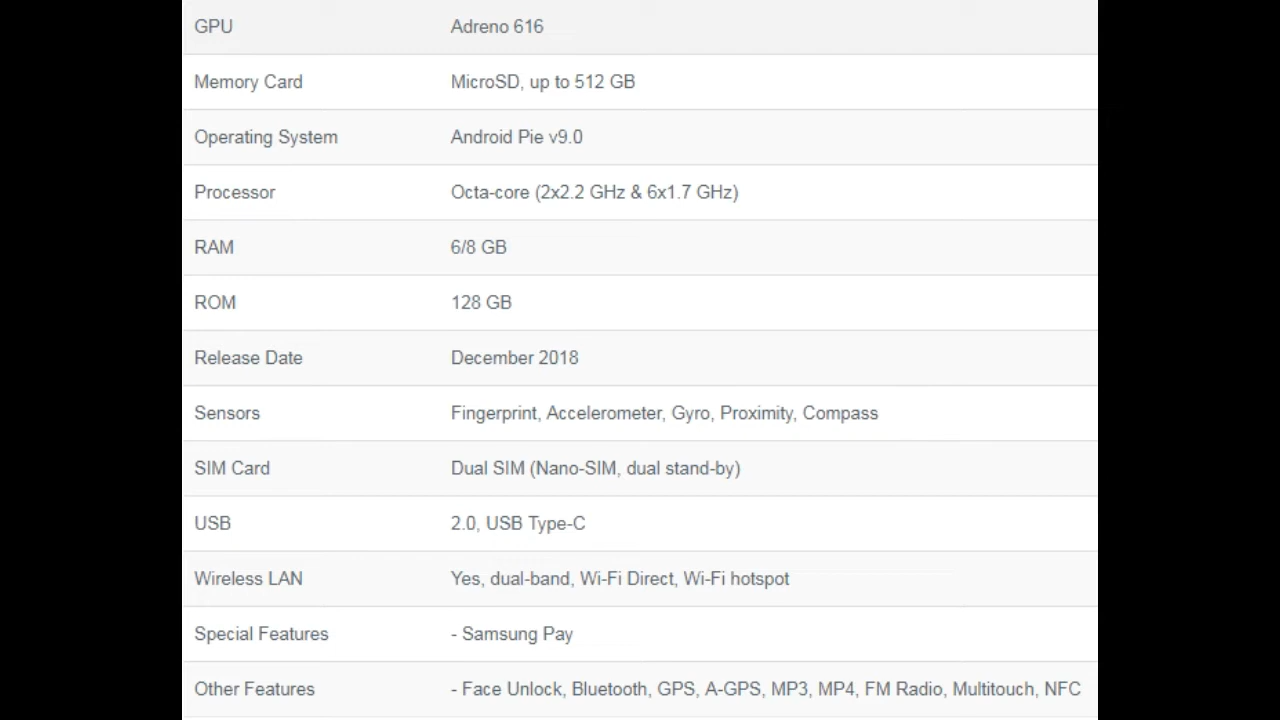 GPU Adreno 616
Memory Card MicroSD, up to 512 GB
Operating System Android Pie v9.0
Processor Octa-core (2x2.2 GHz & 6x1.7 GHz)
RAM 6/8 GB
ROM 128 GB
Release Date December 2018
Sensors Fingerprint, Accelerometer, Gyro, Proximity, Compass
SIM Card Dual SIM (Nano-SIM, dual stand-by)
USB 2.0, USB Type-C
Wireless LAN Yes, dual-band, Wi-Fi Direct, Wi-Fi hotspot
Special Features - Samsung Pay
Other Features - Face Unlock, Bluetooth, GPS, A-GPS, MP3, MP4, FM Radio, Multitouch, NFC